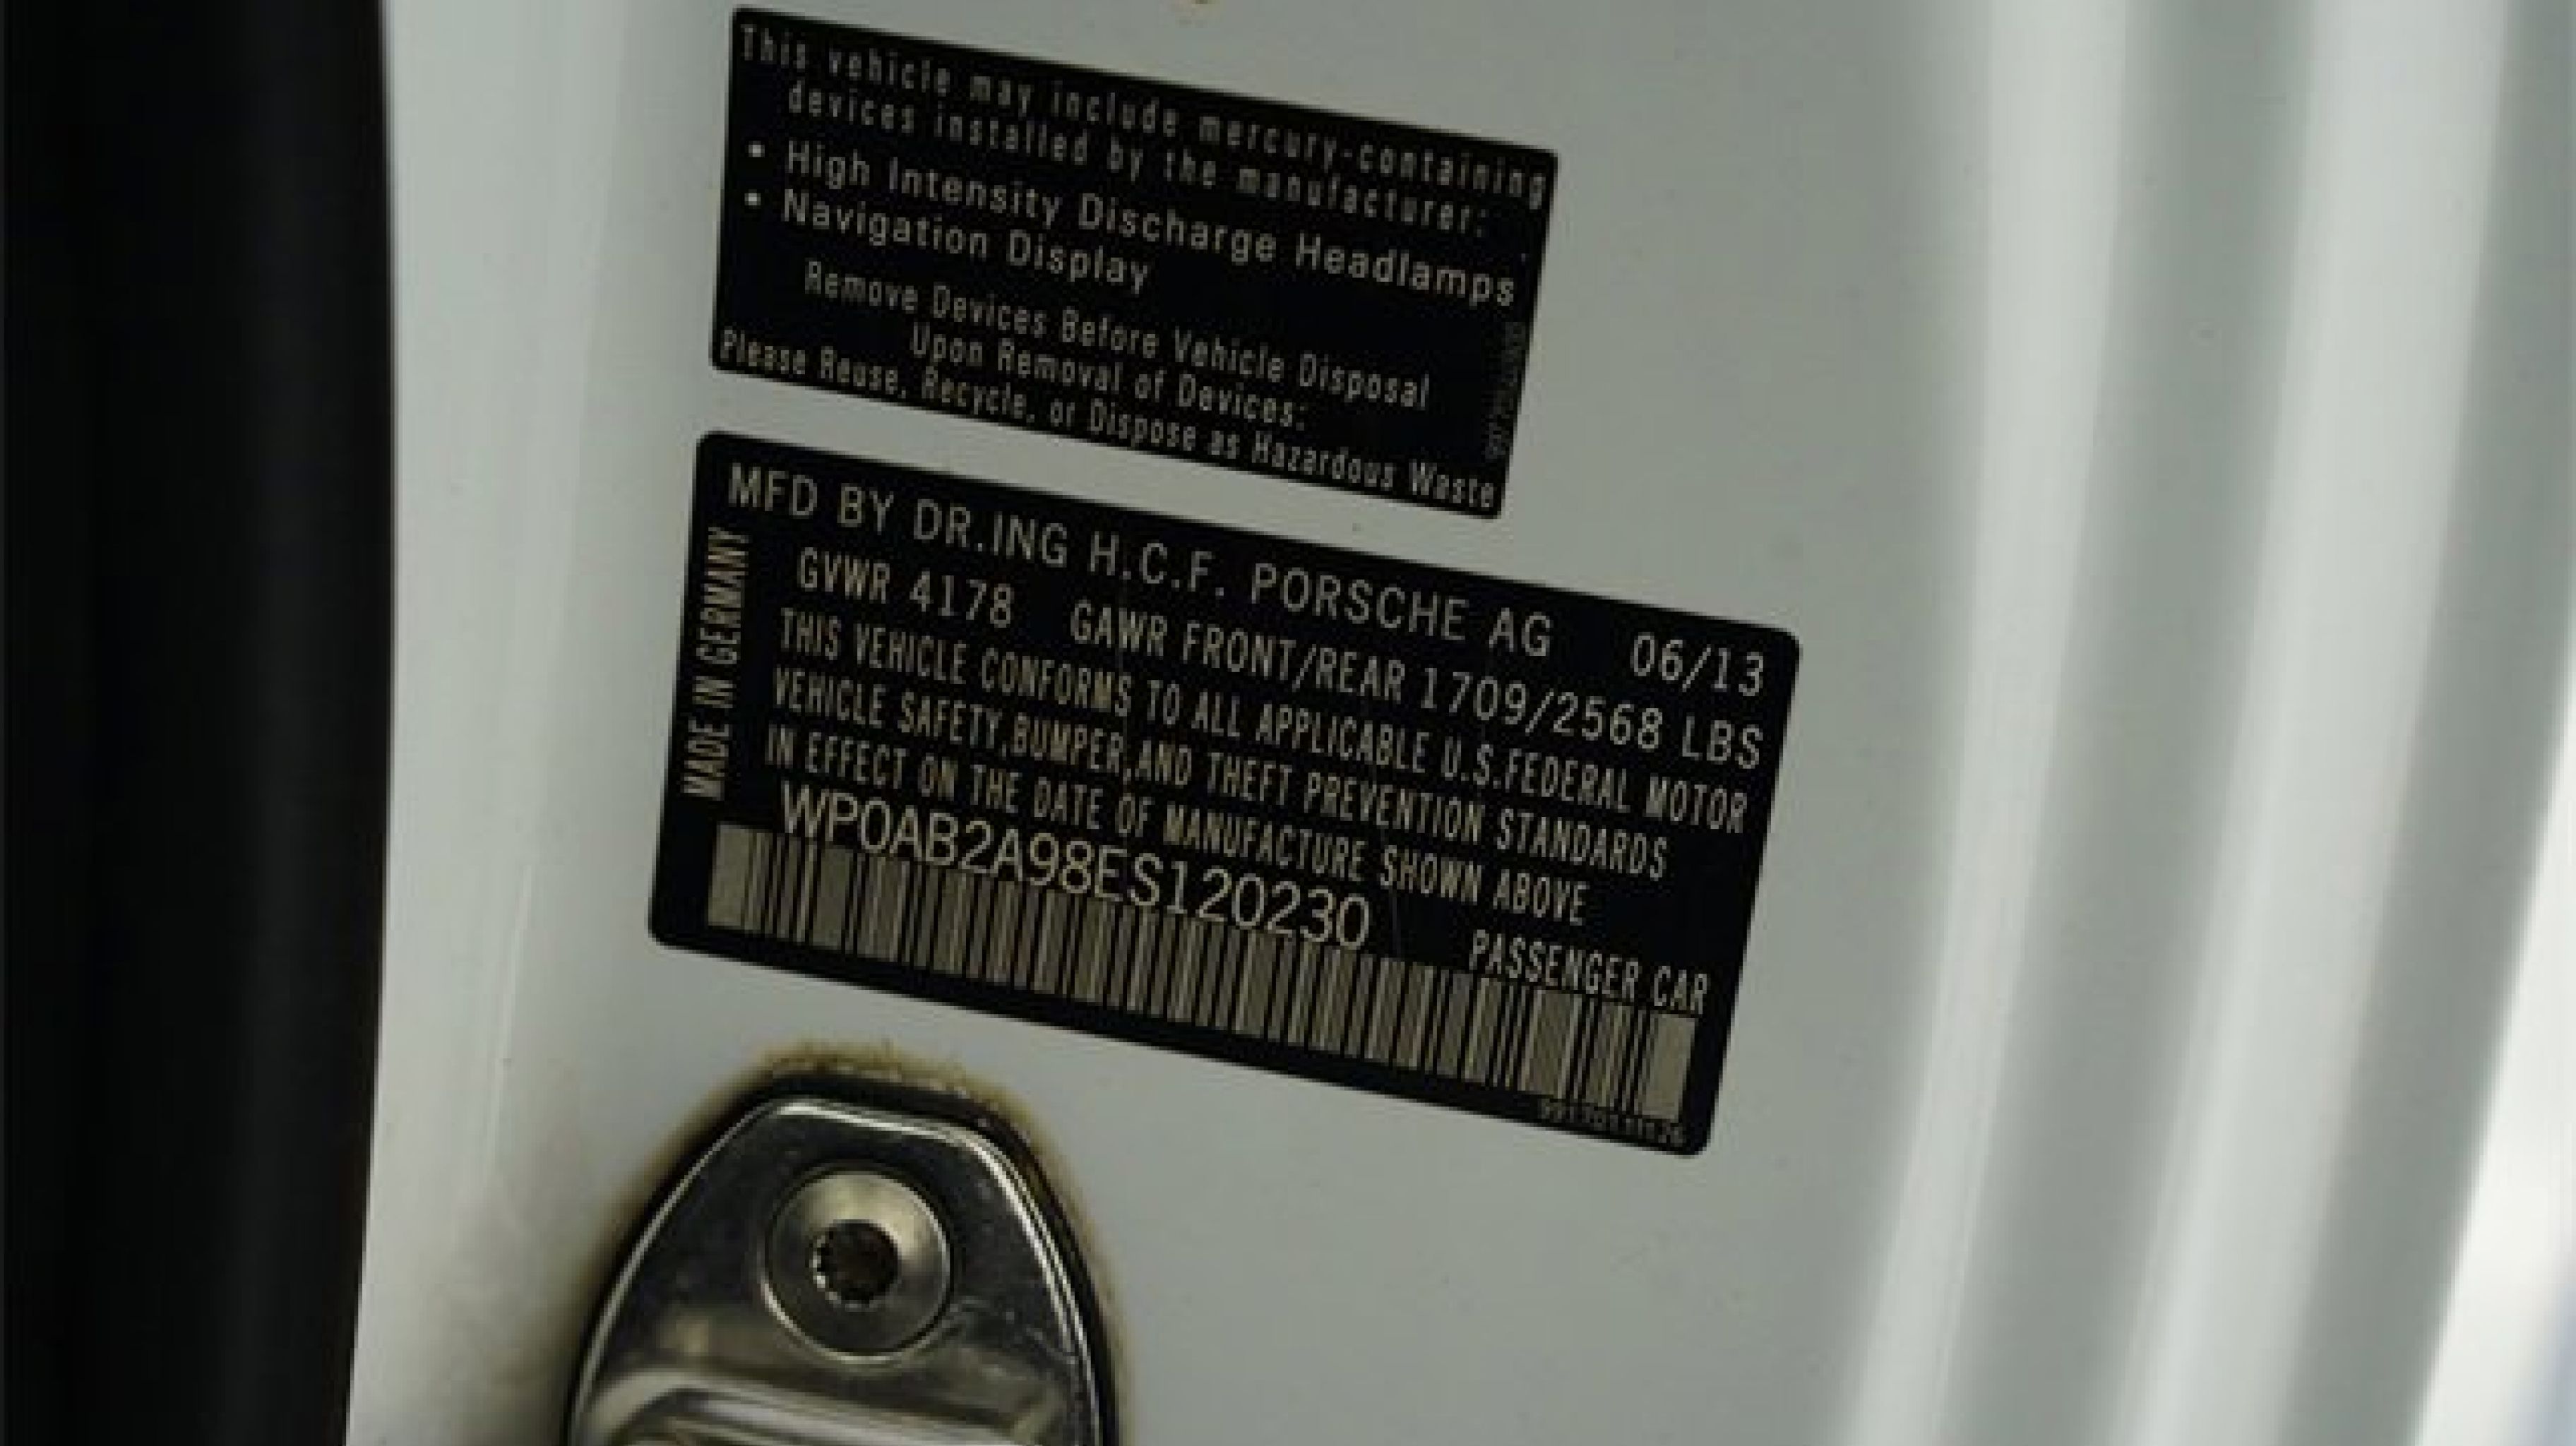 This vehicle may include mercury-containing
devices installed by the manufacturer:
• High Intensity Discharge Headlamps
• Navigation Display
Remove Devices Before Vehicle Disposal
Upon Removal of Devices:
Please Reuse, Recycle, or Dispose as Hazardous Waste
MADE IN GERMANY
MFD BY DR.ING H.C.F. PORSCHE AG 06/13
GVWR 4178 GAWR FRONT/REAR 1709/2568 LBS
THIS VEHICLE CONFORMS TO ALL APPLICABLE U.S.FEDERAL MOTOR
VEHICLE SAFETY,BUMPER,AND THEFT PREVENTION STANDARDS
IN EFFECT ON THE DATE OF MANUFACTURE SHOWN ABOVE
WP0AB2A98ES120230 PASSENGER CAR